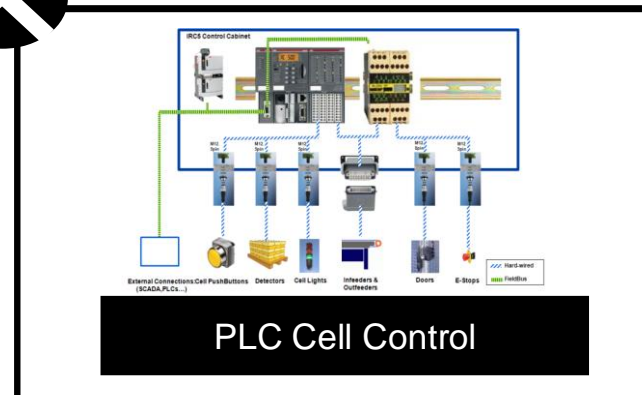 IRC5 Control Cabinet
M12
5pin
M12
5pin
M12
5pin
M12
5pin
M12
5pin
External Connections:
(SCADA,PLCs...)
Cell PushButtons
Detectors
Cell Lights
Infeeders &
Outfeeders
Doors
E-Stops
Hard-wired
FieldBus
PLC Cell Control